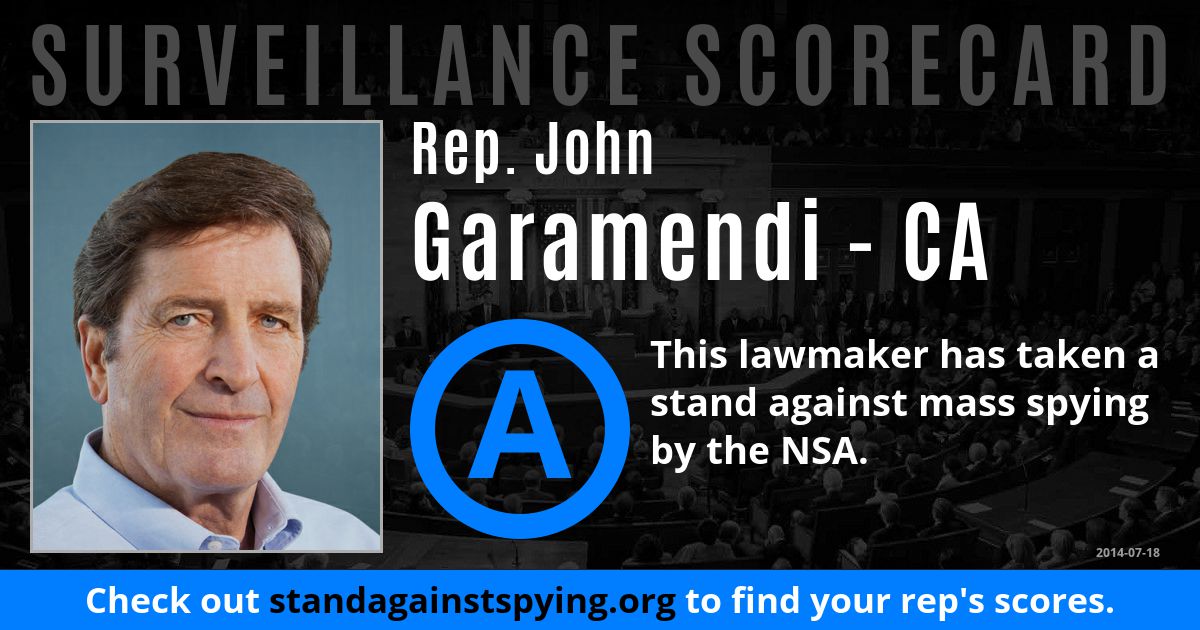 SURVEILLANCE SCORECARD
Rep. John
Garamendi - CA
A
This lawmaker has taken a
stand against mass spying
by the NSA.
2014-07-18
Check out standagainstspying.org to find your rep's scores.